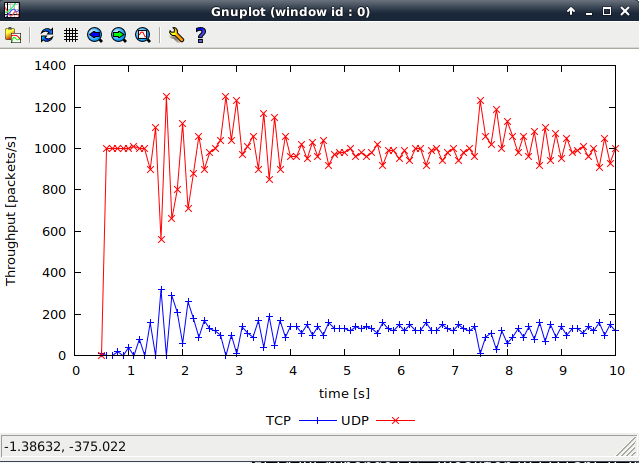 Gnuplot (window id : 0)
1400
1200
1000
800
600
400
200
0
Throughput [packets/s]
0 1 2 3 4 5 6 7 8 9 10
time [s]
TCP UDP
-1.38632, -375.022